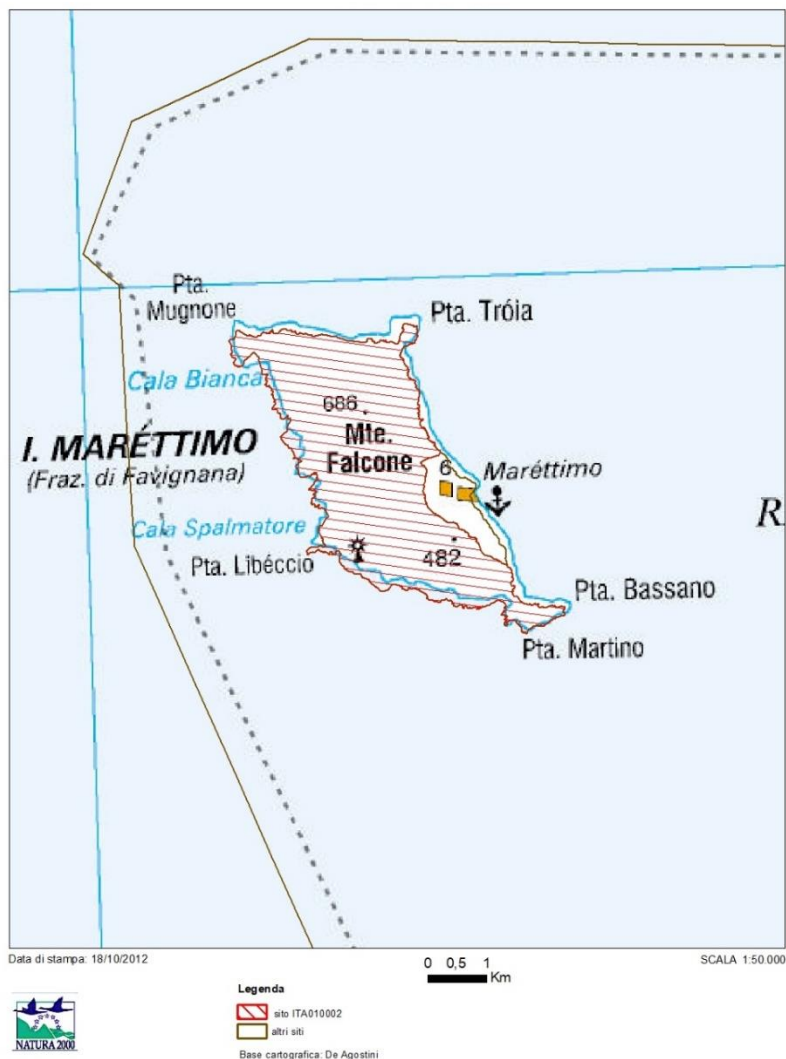 Pta.
Mugnone
Pta. Tróia
Cala Bianca
686
Mte.
Falcone
I. MARÉTTIMO
(Fraz. di Favignana)
6
Maréttimo
R
Cala Spalmatore
Pta. Libéccio
482
Pta. Bassano
Pta. Martino
Data di stampa: 18/10/2012
0 0,5 1
Km
SCALA 1:50.000
Legenda
sito ITA010002
altri siti
Base cartografica: De Agostini
NATURA 2000